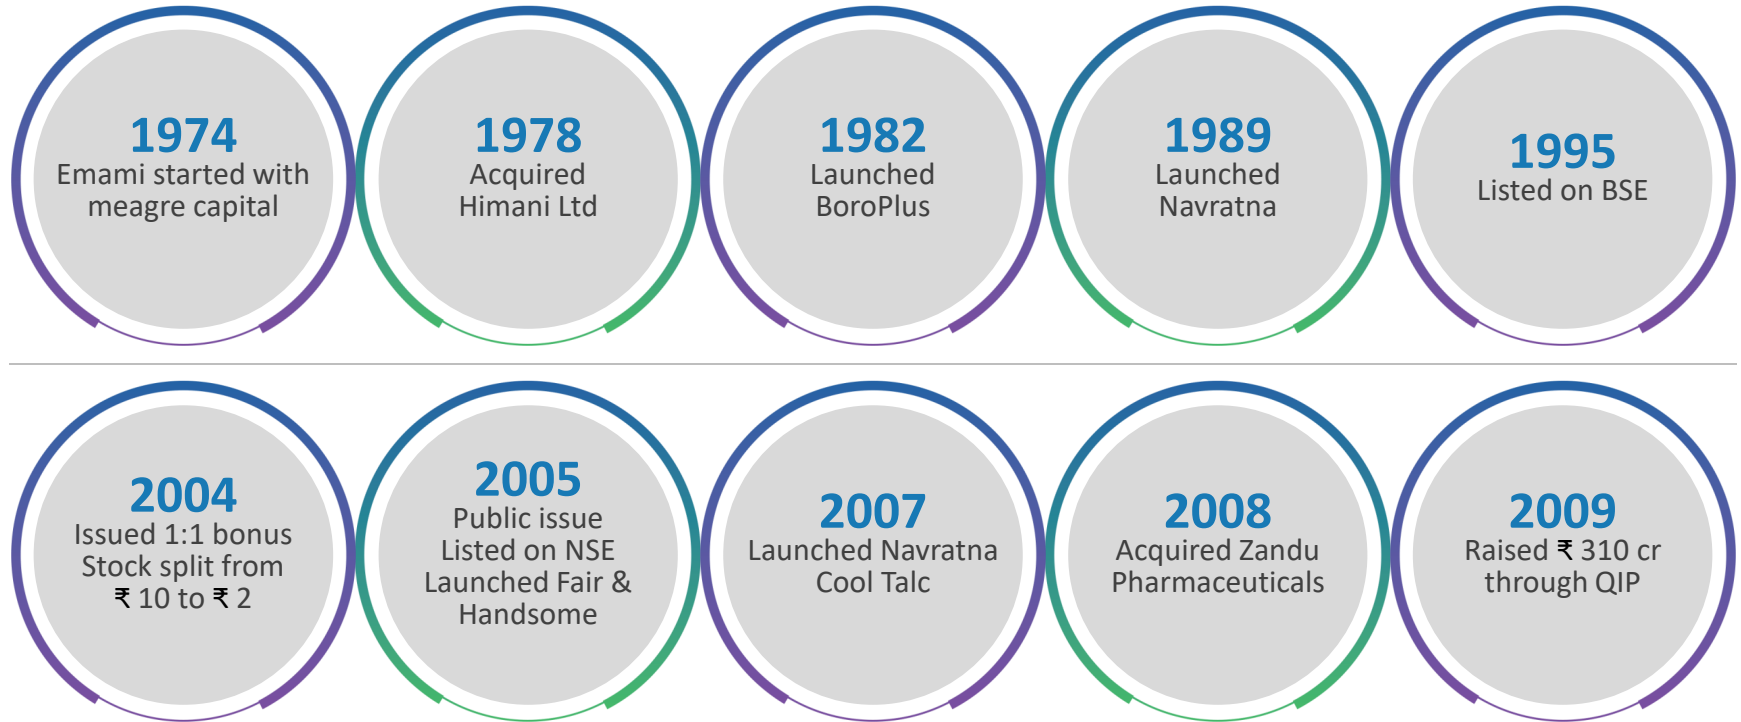 1974
Emami started with
meagre capital
1978
Acquired
Himani Ltd
1982
Launched
BoroPlus
1989
Launched
Navratna
1995
Listed on BSE
2004
Issued 1:1 bonus
Stock split from
₹ 10 to ₹ 2
2005
Public issue
Listed on NSE
Launched Fair &
Handsome
2007
Launched Navratna
Cool Talc
2008
Acquired Zandu
Pharmaceuticals
2009
Raised ₹ 310 cr
through QIP